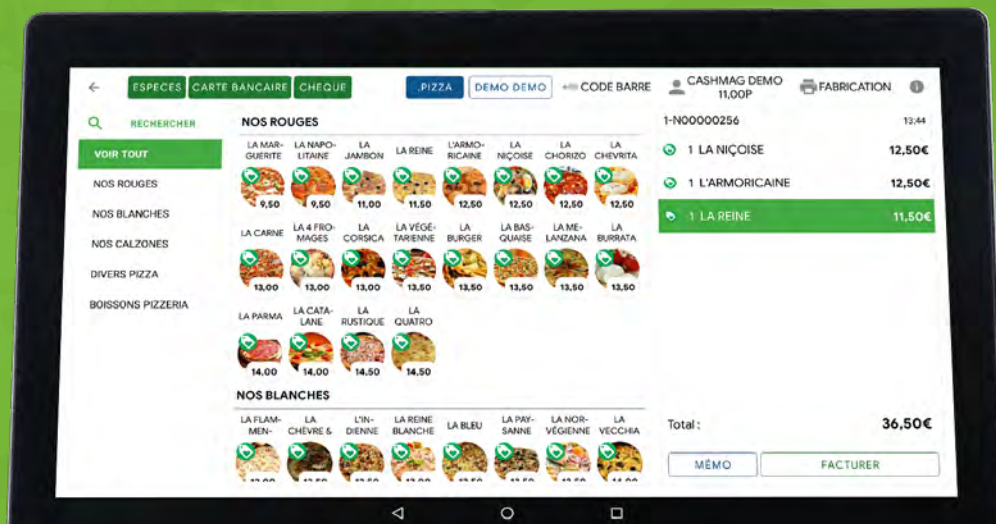 ESPECES CARTE BANCAIRE CHEQUE .PIZZA DEMO DEMO CODE BARRE CASHMAG DEMO 11,00P FABRICATION
RECHERCHER
VOIR TOUT
NOS ROUGES
NOS BLANCHES
NOS CALZONES
DIVERS PIZZA
BOISSONS PIZZERIA
NOS ROUGES
LA MAR-GUERITE LA NAPO-LITAINE LA JAMBON LA REINE L'ARMO-RICAINE LA NIÇOISE LA CHORIZO LA CHEVRITA
9,50 9,50 11,00 11,50 12,50 12,50 12,50 12,50
LA CARNE LA 4 FRO-MAGES LA CORSICA LA VÉGÉ-TARIENNE LA BURGER LA BAS-QUAISE LA ME-LANZANA LA BURRATA
13,00 13,00 13,00 13,50 13,50 13,50 13,50 13,50
LA PARMA LA CATA-LANE LA RUSTIQUE LA QUATRO
14,00 14,00 14,50 14,50
NOS BLANCHES
LA FLAM-MEN- LA CHÈVRE & L'IN-DIENNE LA REINE BLANCHE LA BLEU LA PAY-SANNE LA NOR-VÉGIENNE LA VECCHIA
1-N00000256 13:44
1 LA NIÇOISE 12,50€
1 L'ARMORICAINE 12,50€
1 LA REINE 11,50€
Total : 36,50€
MÉMO FACTURER